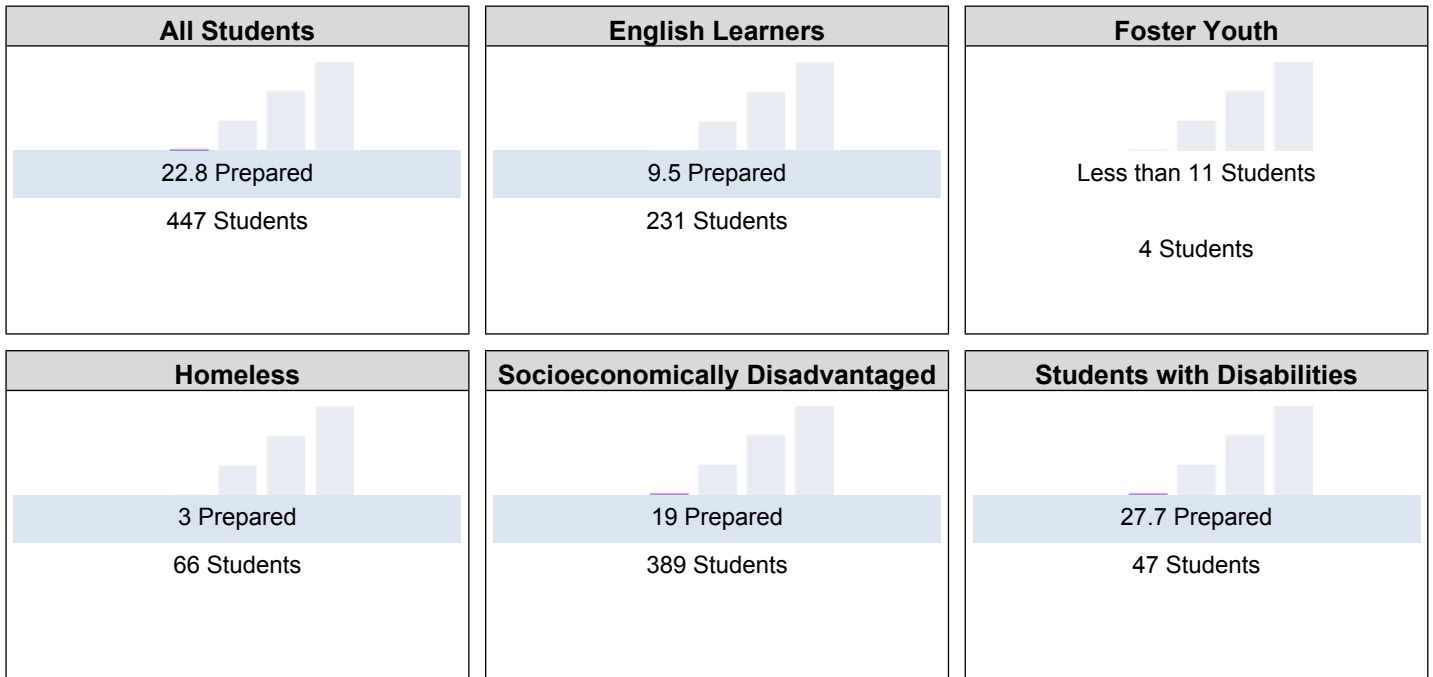 All Students
22.8 Prepared
447 Students
English Learners
9.5 Prepared
231 Students
Foster Youth
Less than 11 Students
4 Students
Homeless
3 Prepared
66 Students
Socioeconomically Disadvantaged
19 Prepared
389 Students
Students with Disabilities
27.7 Prepared
47 Students